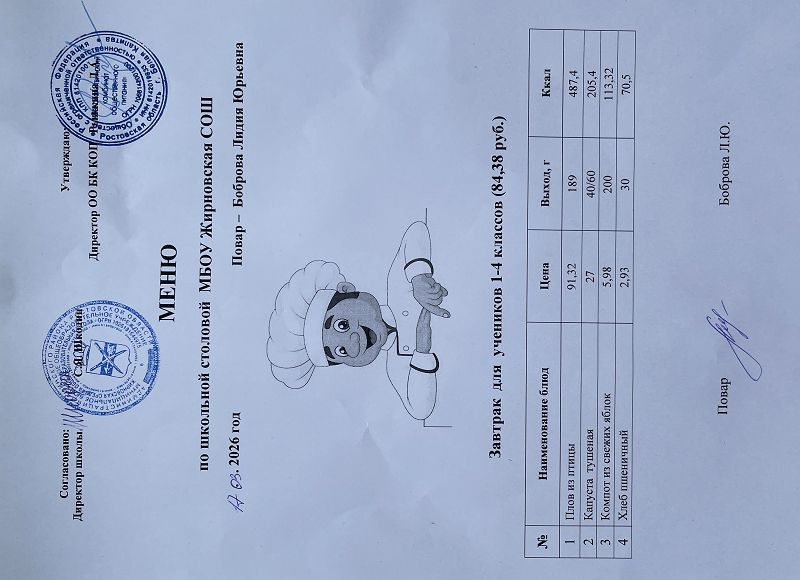 Согласовано: Утверждаю
Директор школы С.Я. Директор ОО БК КОП
МЕНЮ
по школьной столовой МБОУ Жирновская СОШ
17 03. 2026 год Повар – Боброва Лидия Юрьевна
Завтрак для учеников 1-4 классов (84,38 руб.)
№ Наименование блюд Цена Выход, г Ккал
1 Плов из птицы 91,32 189 487,4
2 Капуста тушеная 27 40/60 205,4
3 Компот из свежих яблок 5,98 200 113,32
4 Хлеб пшеничный 2,93 30 70,5
Повар Боброва Л.Ю.